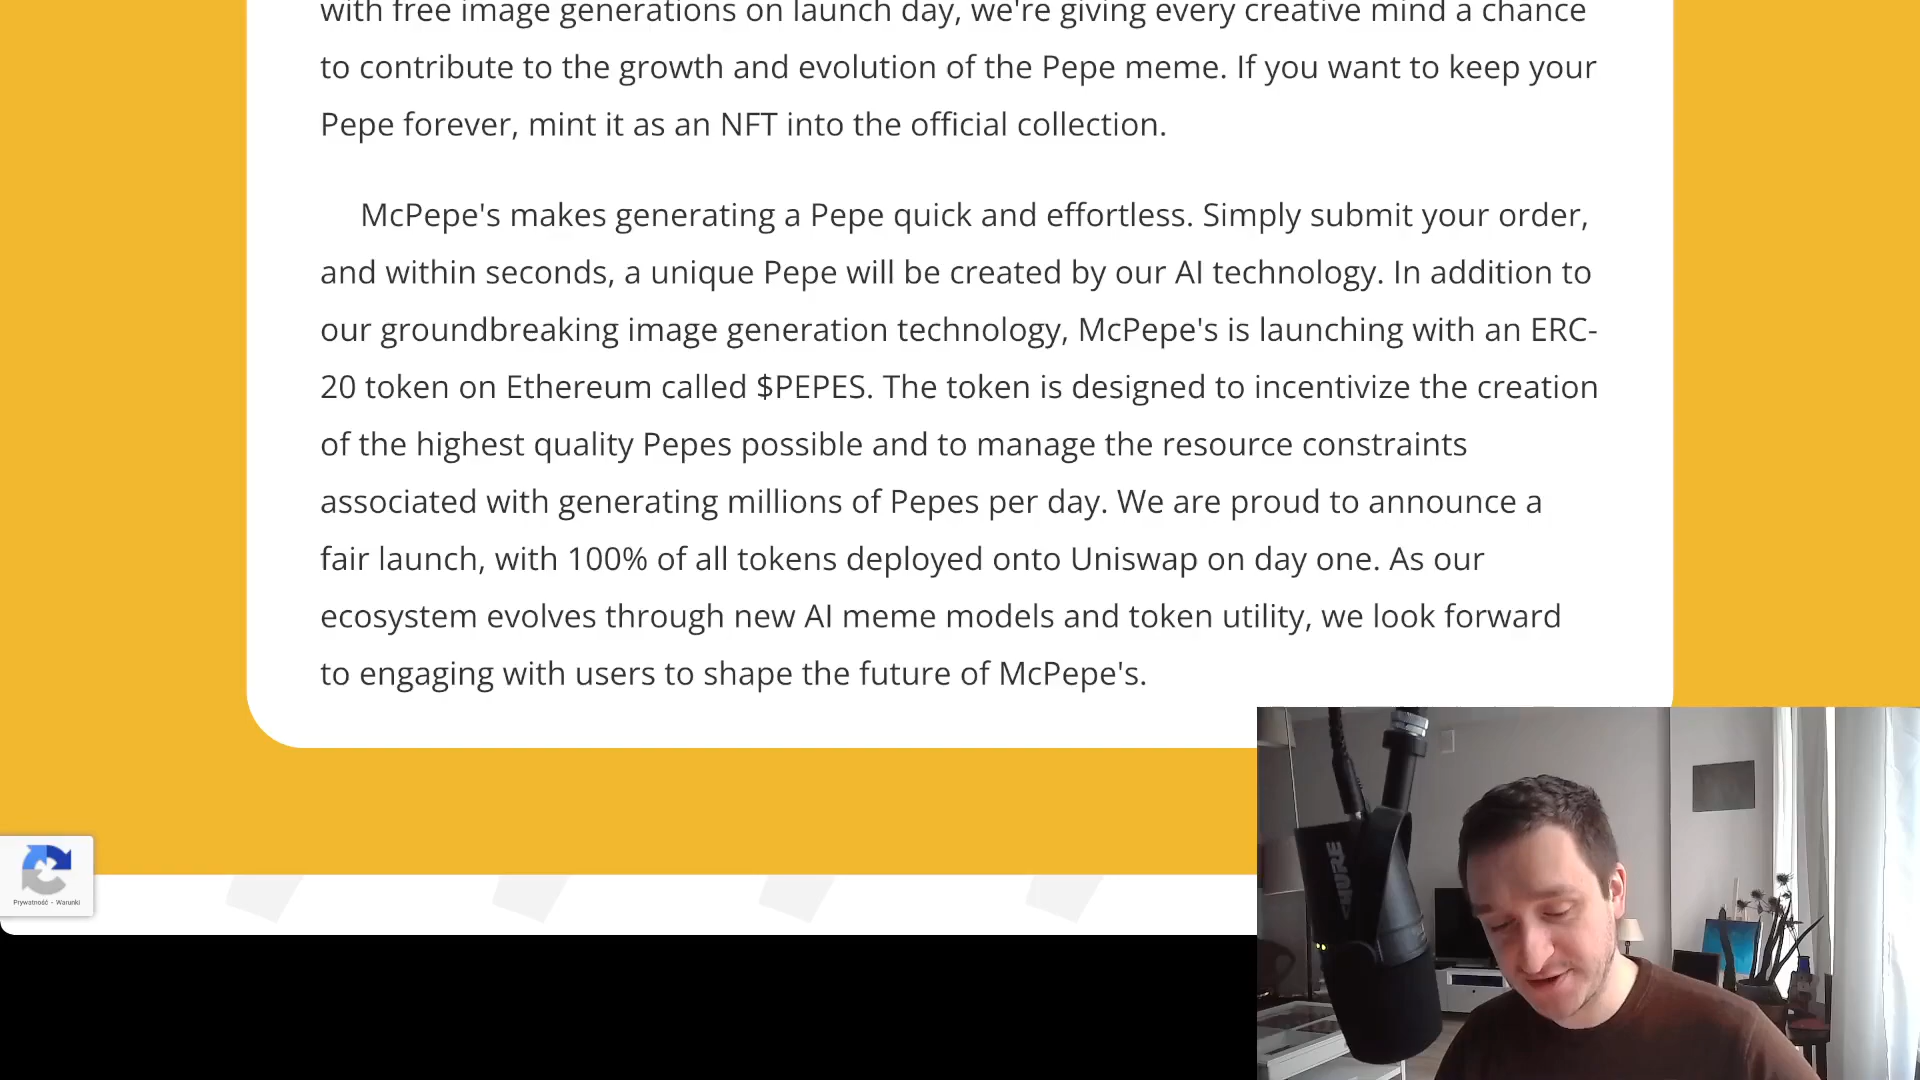 with free image generations on launch day, we're giving every creative mind a chance
to contribute to the growth and evolution of the Pepe meme. If you want to keep your
Pepe forever, mint it as an NFT into the official collection.
McPepe's makes generating a Pepe quick and effortless. Simply submit your order,
and within seconds, a unique Pepe will be created by our AI technology. In addition to
our groundbreaking image generation technology, McPepe's is launching with an ERC-
20 token on Ethereum called $PEPES. The token is designed to incentivize the creation
of the highest quality Pepes possible and to manage the resource constraints
associated with generating millions of Pepes per day. We are proud to announce a
fair launch, with 100% of all tokens deployed onto Uniswap on day one. As our
ecosystem evolves through new AI meme models and token utility, we look forward
to engaging with users to shape the future of McPepe's.
Prywatność - Warunki
SHURE